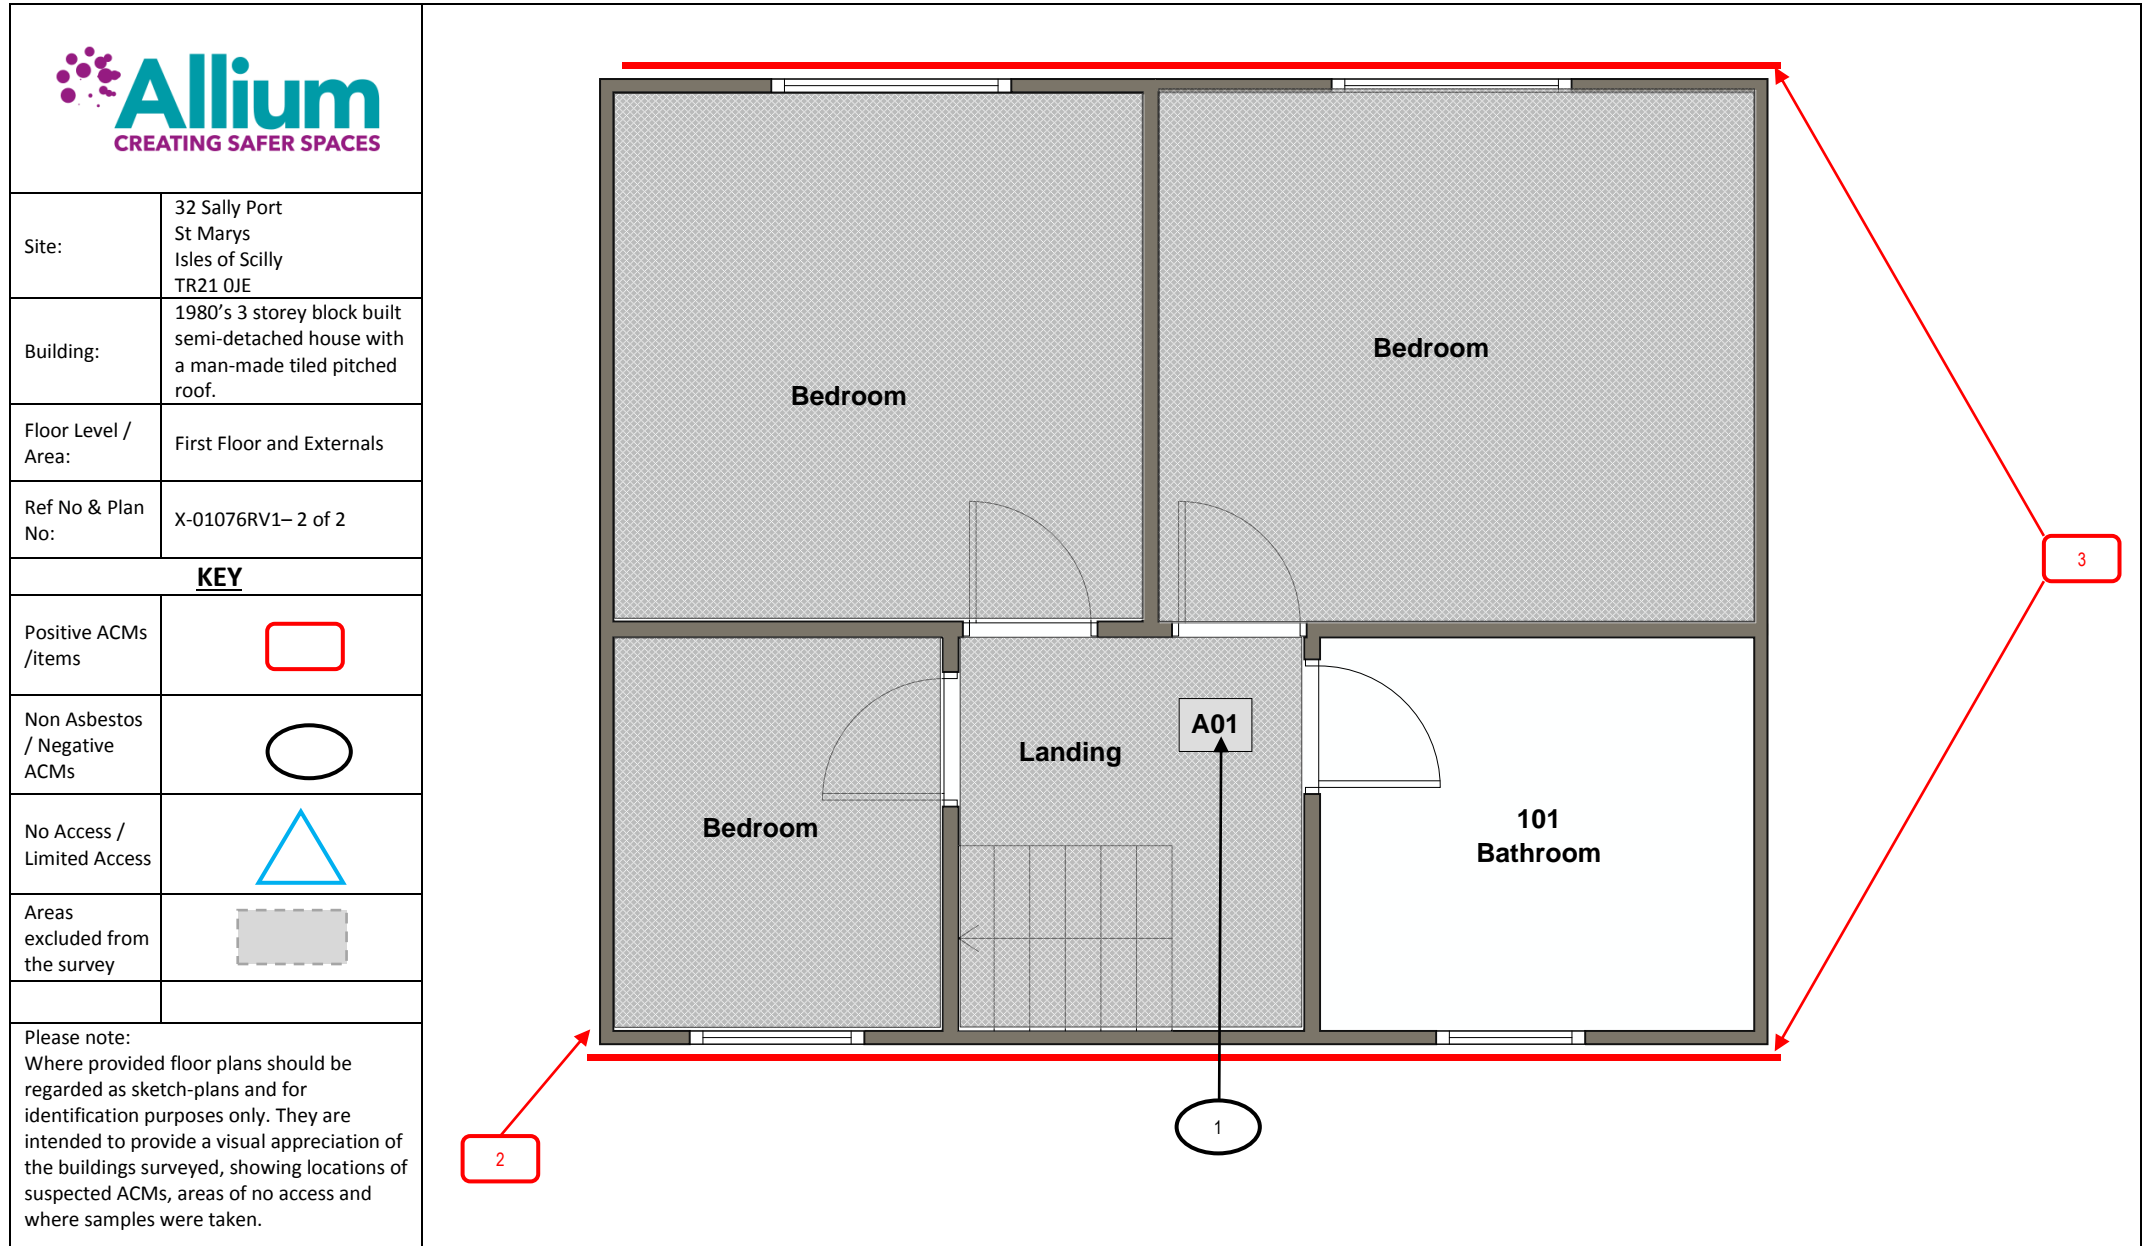 Allium
CREATING SAFER SPACES
Site:
32 Sally Port
St Marys
Isles of Scilly
TR21 0JE
Building:
1980’s 3 storey block built
semi-detached house with
a man-made tiled pitched
roof.
Floor Level /
Area:
First Floor and Externals
Ref No & Plan
No:
X-01076RV1– 2 of 2
KEY
Positive ACMs
/items
Non Asbestos
/ Negative
ACMs
No Access /
Limited Access
Areas
excluded from
the survey
Please note:
Where provided floor plans should be
regarded as sketch-plans and for
identification purposes only. They are
intended to provide a visual appreciation of
the buildings surveyed, showing locations of
suspected ACMs, areas of no access and
where samples were taken.
Bedroom
Bedroom
3
A01
Landing
Bedroom
101
Bathroom
1
2